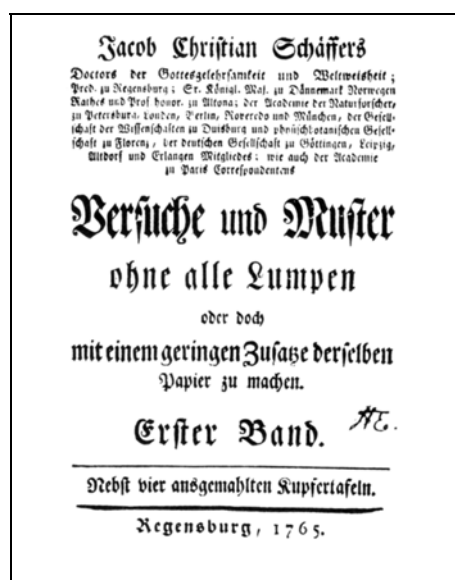 Jacob Christian Schäffers
Doctors der Gottesgelehrsamkeit und Weltweisheit;
Pred. zu Regensburg; Sr. Königl. Maj. zu Dännemark Norwegen
Rathes und Prof honor. zu Altona; der Academie der Naturforscher,
zu Petersburg, London, Berlin, Roveredo und München, der Gesell-
schaft der Wissenschaften zu Duisburg und physischbotanischen Gesell-
schaft zu Florenz, der deutschen Gesellschaft zu Göttingen, Leipzig,
Altdorf und Erlangen Mitgliedes; wie auch der Academie
zu Paris Correspondentens
Versuche und Muster
ohne alle Lumpen
oder doch
mit einem geringen Zusatze derselben
Papier zu machen.
Erster Band.
Nebst vier ausgemahlten Kupfertafeln.
Regensburg, 1765.